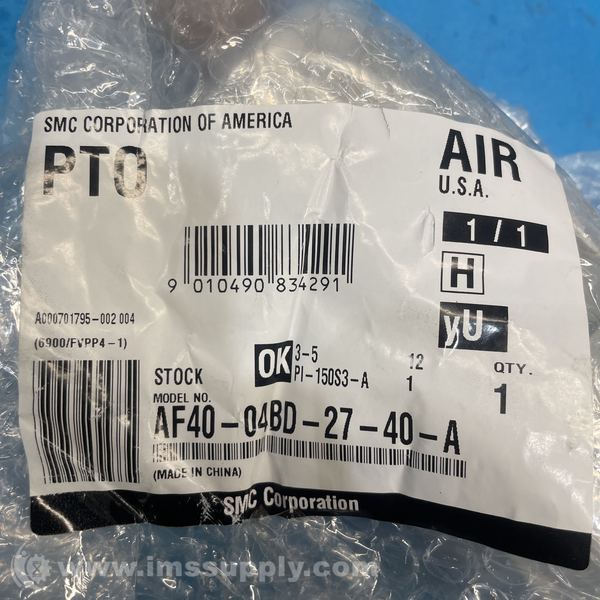 SMC CORPORATION OF AMERICA
PTO
AIR
U.S.A.
1 / 1
H
yU
9 010490 834291
A000701795-002 004
(6900/FVPP4-1)
OK
3-5
PI-150S3-A
12
1
QTY.
1
STOCK
MODEL NO.
AF40-04BD-27-40-A
(MADE IN CHINA)
SMC Corporation
www.imssupply.com